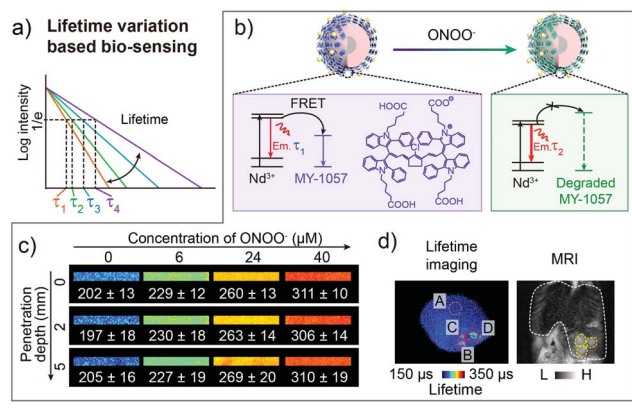 a) Lifetime variation
based bio-sensing
Log intensity
1/e
Lifetime
τ1 τ2 τ3 τ4
b)
ONOO-
FRET
Em. τ1
Nd3+
MY-1057
HOOC
COO⊖
N
⊕
N
Cl
N
N
COOH
COOH
Em. τ2
Nd3+
Degraded
MY-1057
c)
Concentration of ONOO- (μM)
0 6 24 40
Penetration
depth (mm)
0
202 ± 13 229 ± 12 260 ± 13 311 ± 10
2
197 ± 18 230 ± 18 263 ± 14 306 ± 14
5
205 ± 16 227 ± 19 269 ± 20 310 ± 19
d)
Lifetime
imaging
MRI
A
C
D
B
150 μs 350 μs
Lifetime
L H